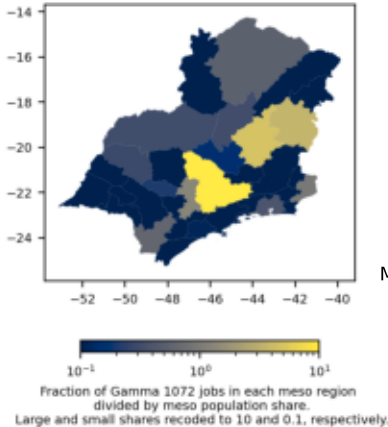 −14
−16
−18
−20
−22
−24
M
−52 −50 −48 −46 −44 −42 −40
10⁻¹ 10⁰ 10¹
Fraction of Gamma 1072 jobs in each meso region
divided by meso population share.
Large and small shares recoded to 10 and 0.1, respectively.